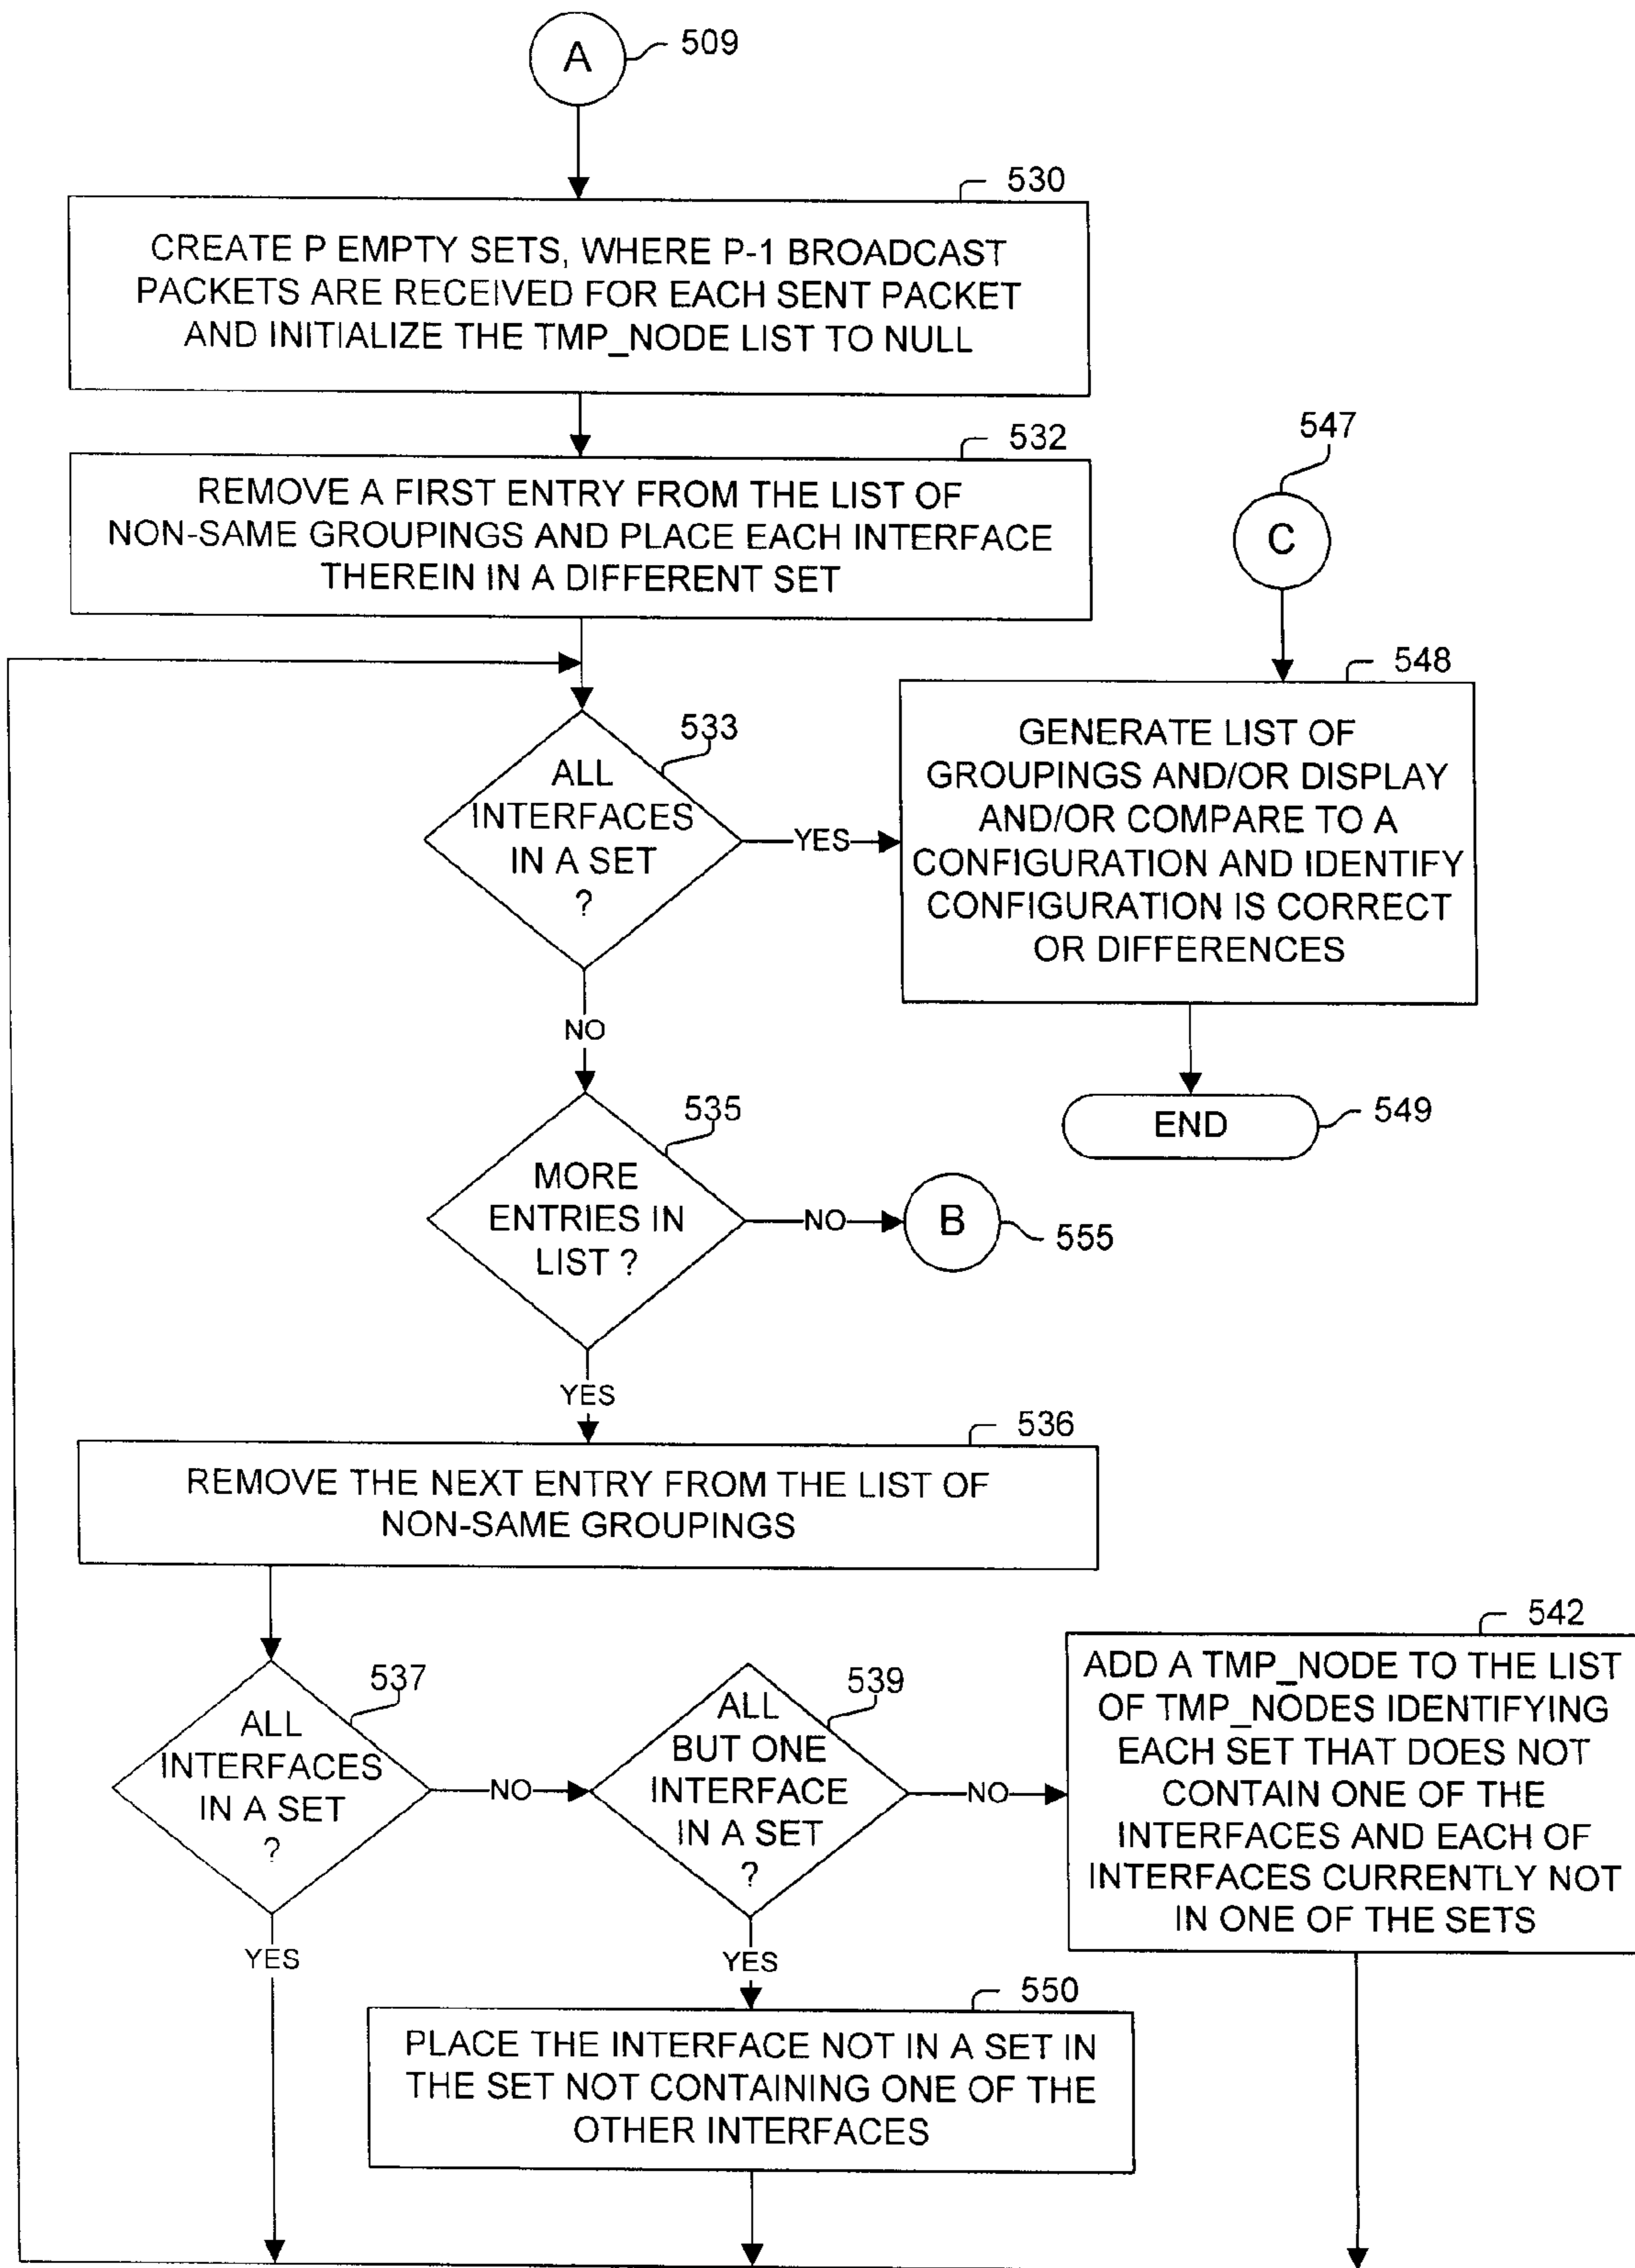 A
509
530
CREATE P EMPTY SETS, WHERE P-1 BROADCAST
PACKETS ARE RECEIVED FOR EACH SENT PACKET
AND INITIALIZE THE TMP_NODE LIST TO NULL
532
REMOVE A FIRST ENTRY FROM THE LIST OF
NON-SAME GROUPINGS AND PLACE EACH INTERFACE
THEREIN IN A DIFFERENT SET
547
C
533
ALL
INTERFACES
IN A SET
?
YES
548
GENERATE LIST OF
GROUPINGS AND/OR DISPLAY
AND/OR COMPARE TO A
CONFIGURATION AND IDENTIFY
CONFIGURATION IS CORRECT
OR DIFFERENCES
NO
END
549
535
MORE
ENTRIES IN
LIST ?
NO
B
555
YES
536
REMOVE THE NEXT ENTRY FROM THE LIST OF
NON-SAME GROUPINGS
537
ALL
INTERFACES
IN A SET
?
NO
539
ALL
BUT ONE
INTERFACE
IN A SET
?
NO
542
ADD A TMP_NODE TO THE LIST
OF TMP_NODES IDENTIFYING
EACH SET THAT DOES NOT
CONTAIN ONE OF THE
INTERFACES AND EACH OF
INTERFACES CURRENTLY NOT
IN ONE OF THE SETS
YES
YES
550
PLACE THE INTERFACE NOT IN A SET IN
THE SET NOT CONTAINING ONE OF THE
OTHER INTERFACES